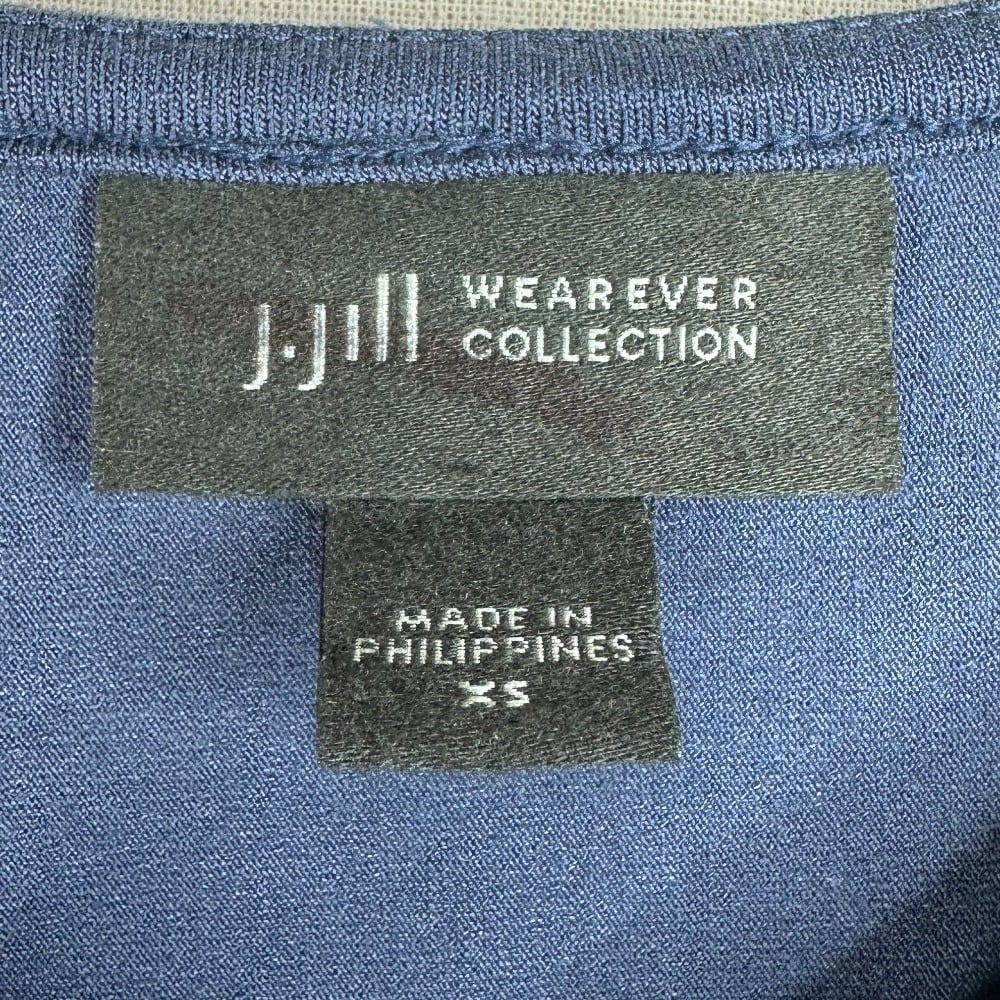 j.jill WEAREVER
COLLECTION
MADE IN
PHILIPPINES
XS